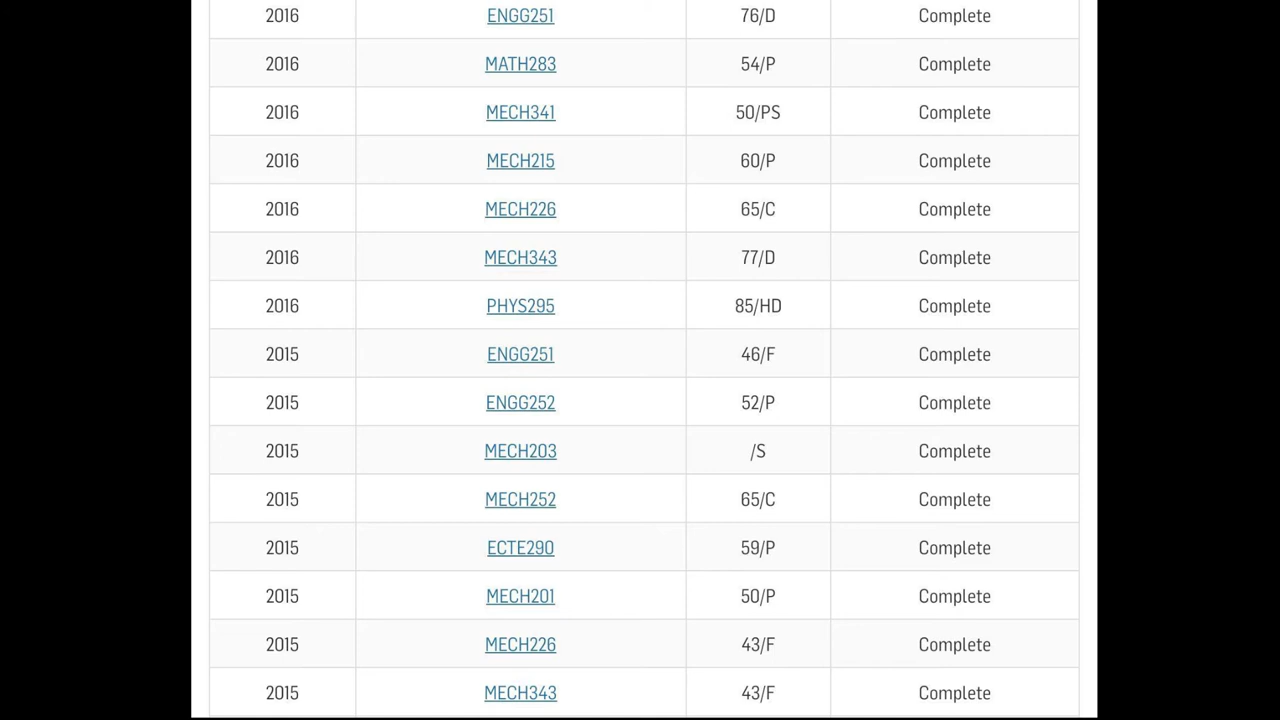 2016 ENGG251 76/D Complete
2016 MATH283 54/P Complete
2016 MECH341 50/PS Complete
2016 MECH215 60/P Complete
2016 MECH226 65/C Complete
2016 MECH343 77/D Complete
2016 PHYS295 85/HD Complete
2015 ENGG251 46/F Complete
2015 ENGG252 52/P Complete
2015 MECH203 /S Complete
2015 MECH252 65/C Complete
2015 ECTE290 59/P Complete
2015 MECH201 50/P Complete
2015 MECH226 43/F Complete
2015 MECH343 43/F Complete